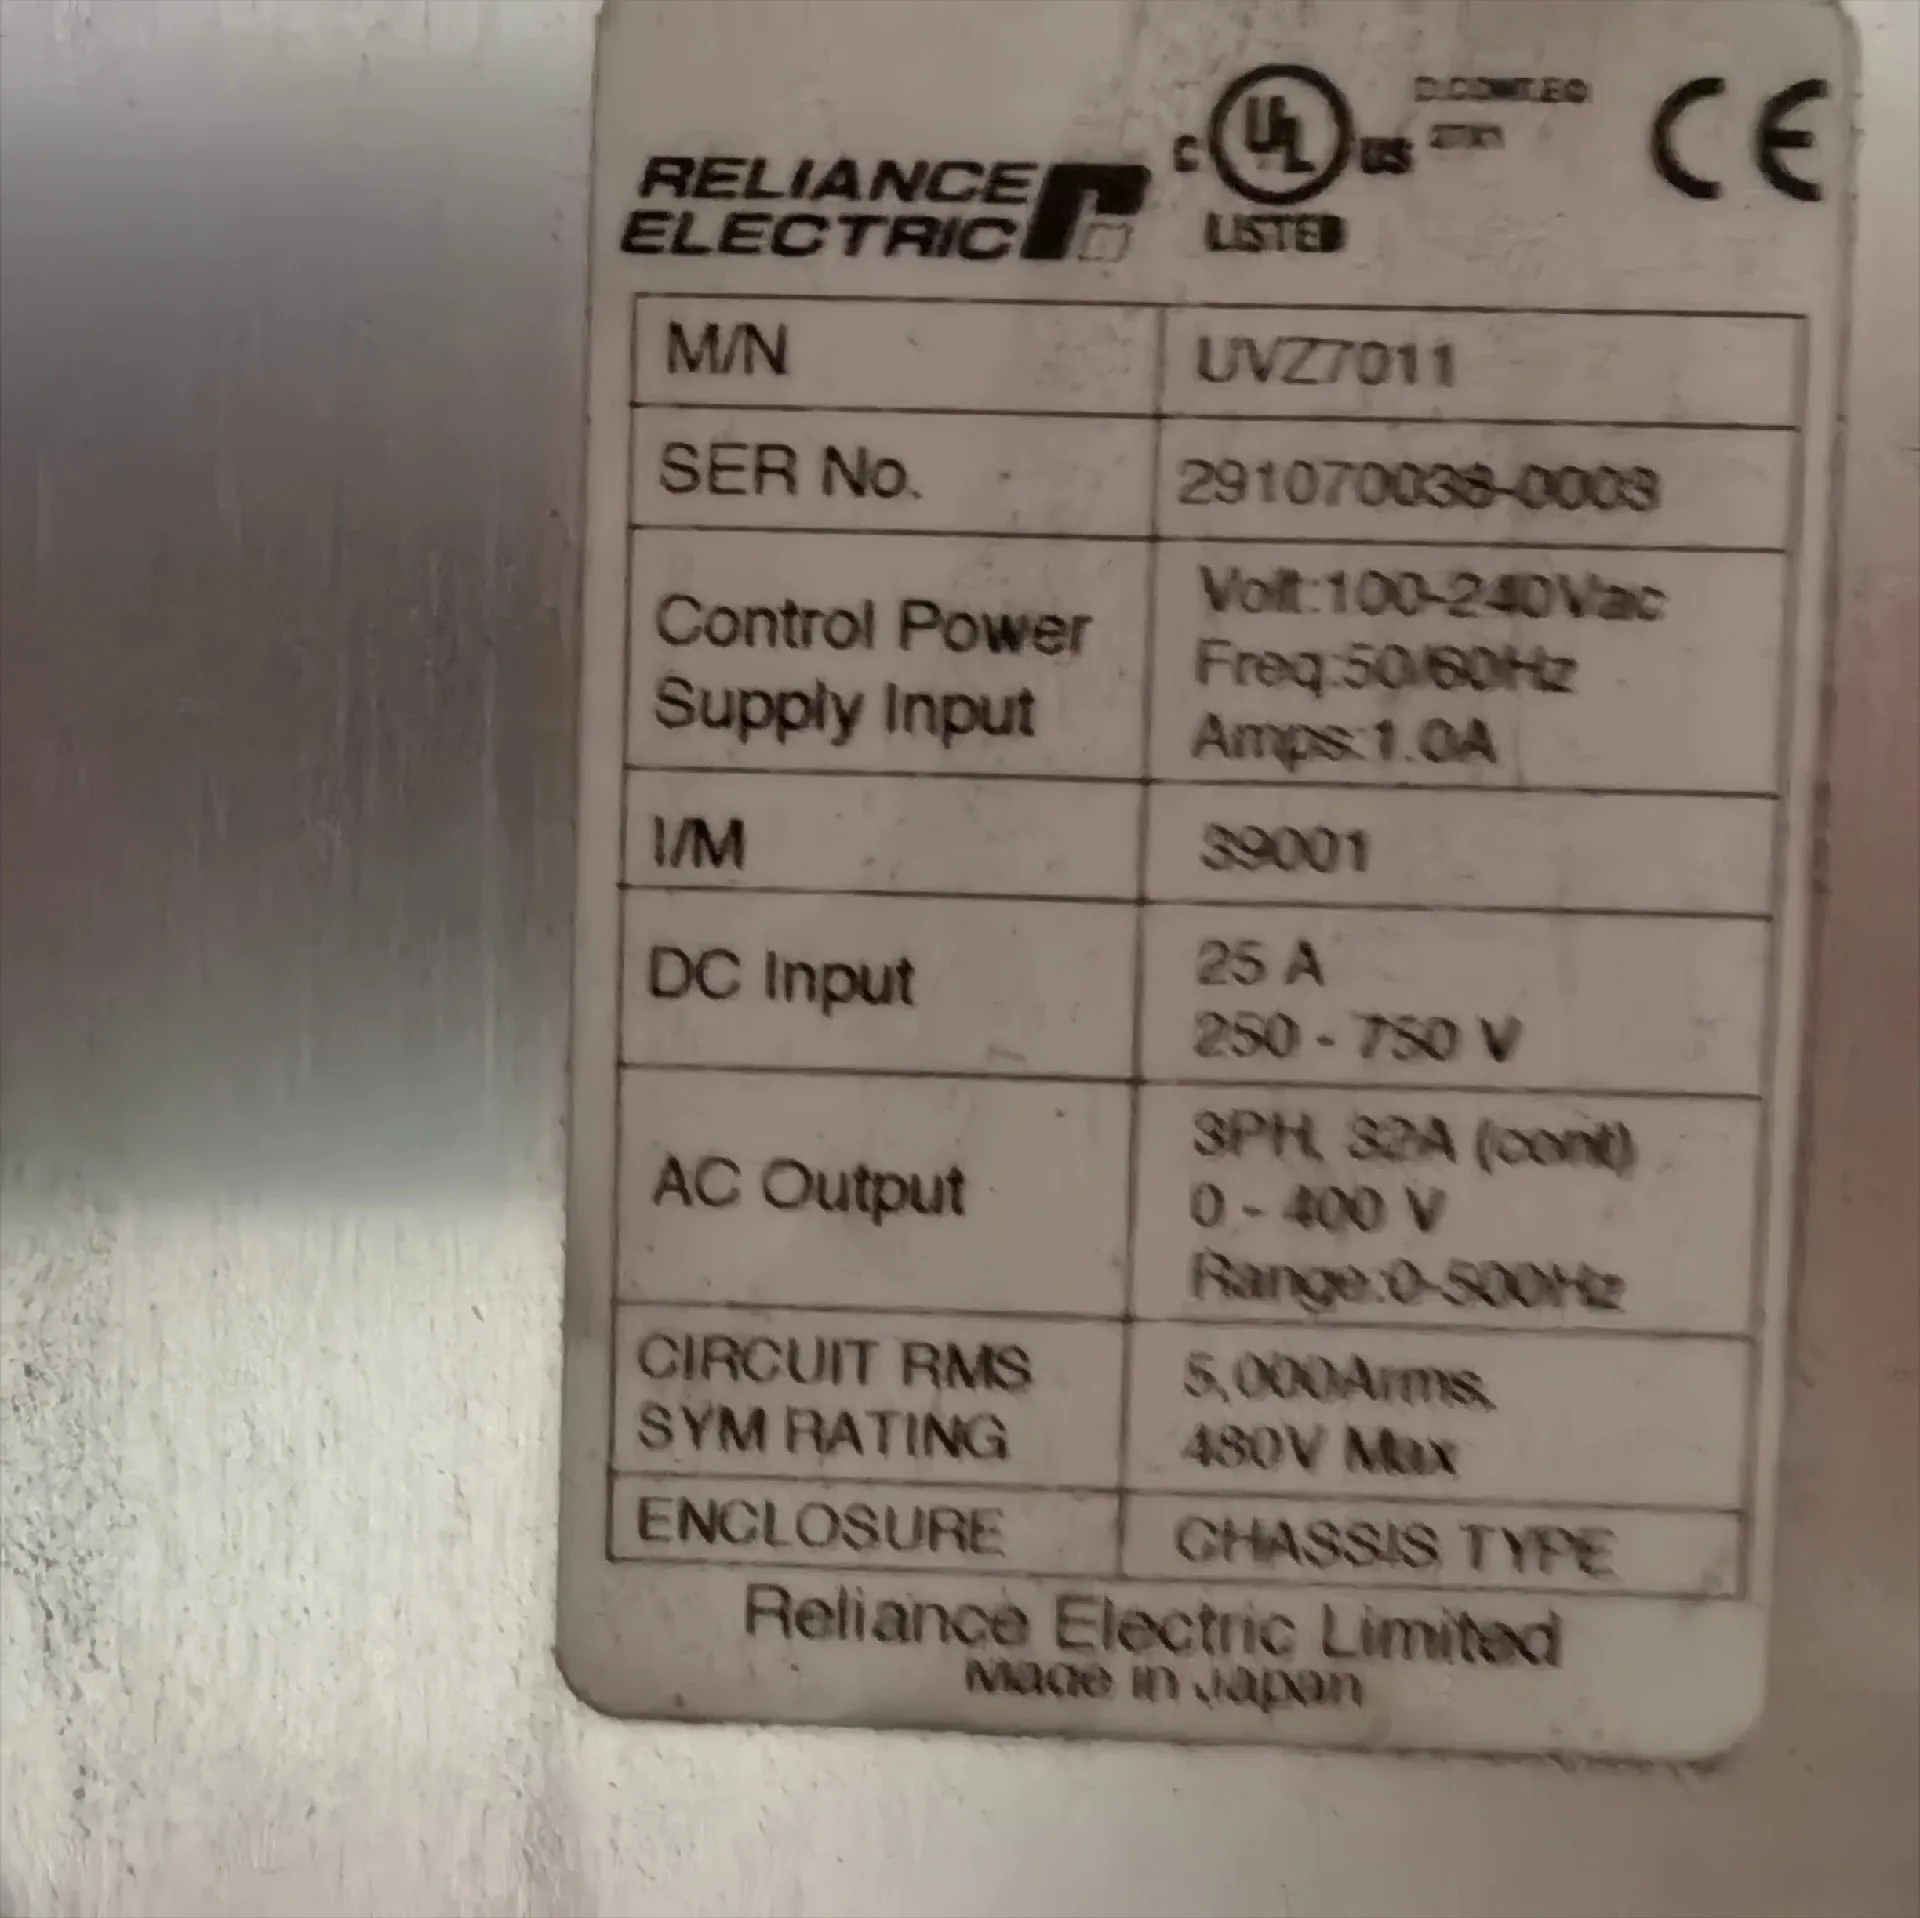 RELIANCE
ELECTRIC
C UL US
LISTED
CE
M/N UVZ7011
SER No.
Control Power
Supply Input
Volt:100-240Vac
Freq:50/60Hz
Amps:1.0A
I/M 39001
DC Input
25 A
250 - 750 V
AC Output
3PH, 32A (cont)
0 - 400 V
Range:0-500Hz
CIRCUIT RMS
SYM RATING
5,000Arms,
480V Max
ENCLOSURE CHASSIS TYPE
Reliance Electric Limited
Made in Japan